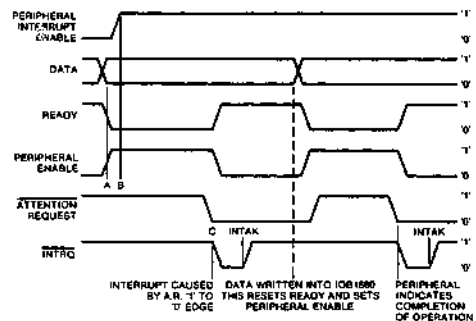 PERIPHERAL
INTERRUPT
ENABLE
'1'
'0'
DATA
'1'
'0'
READY
'1'
'0'
PERIPHERAL
ENABLE
'1'
'0'
A B
ATTENTION
REQUEST
'1'
'0'
C INTAK INTAK
INTRQ
'1'
'0'
INTERRUPT CAUSED
BY A.R. '1' TO
'0' EDGE
DATA WRITTEN INTO IOB1680
THIS RESETS READY AND SETS
PERIPHERAL ENABLE
PERIPHERAL
INDICATES
COMPLETION
OF OPERATION